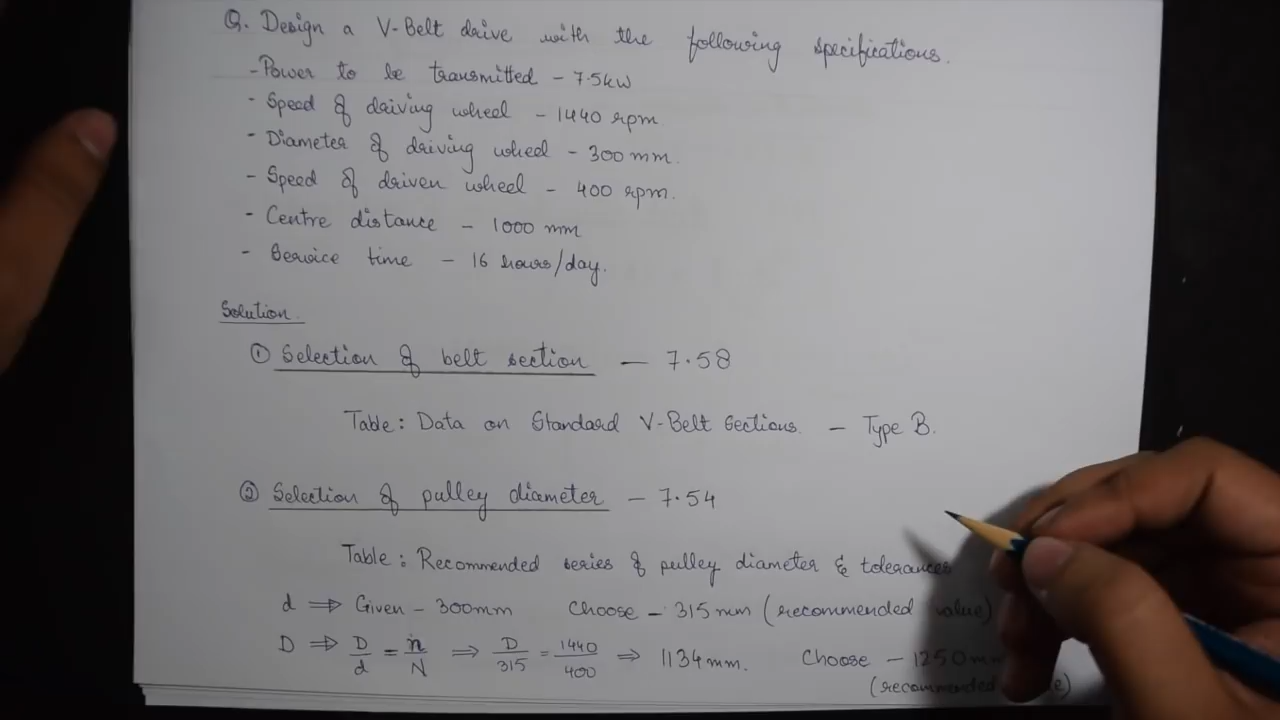 Q. Design a V-Belt drive with the following specifications.
- Power to be transmitted - 7.5kW
- Speed of driving wheel - 1440 rpm
- Diameter of driving wheel - 300 mm.
- Speed of driven wheel - 400 rpm.
- Centre distance - 1000 mm
- Service time - 16 hours/day.
Solution.
① Selection of belt section — 7.58
Table: Data on Standard V-Belt Sections. - Type B.
② Selection of pulley diameter - 7.54
Table: Recommended series of pulley diameter & tolerances
d ⇒ Given - 300mm Choose - 315 mm (recommended value)
D ⇒ D/d = n/N ⇒ D/315 = 1440/400 ⇒ 1134mm. Choose - 1250mm
(recommended